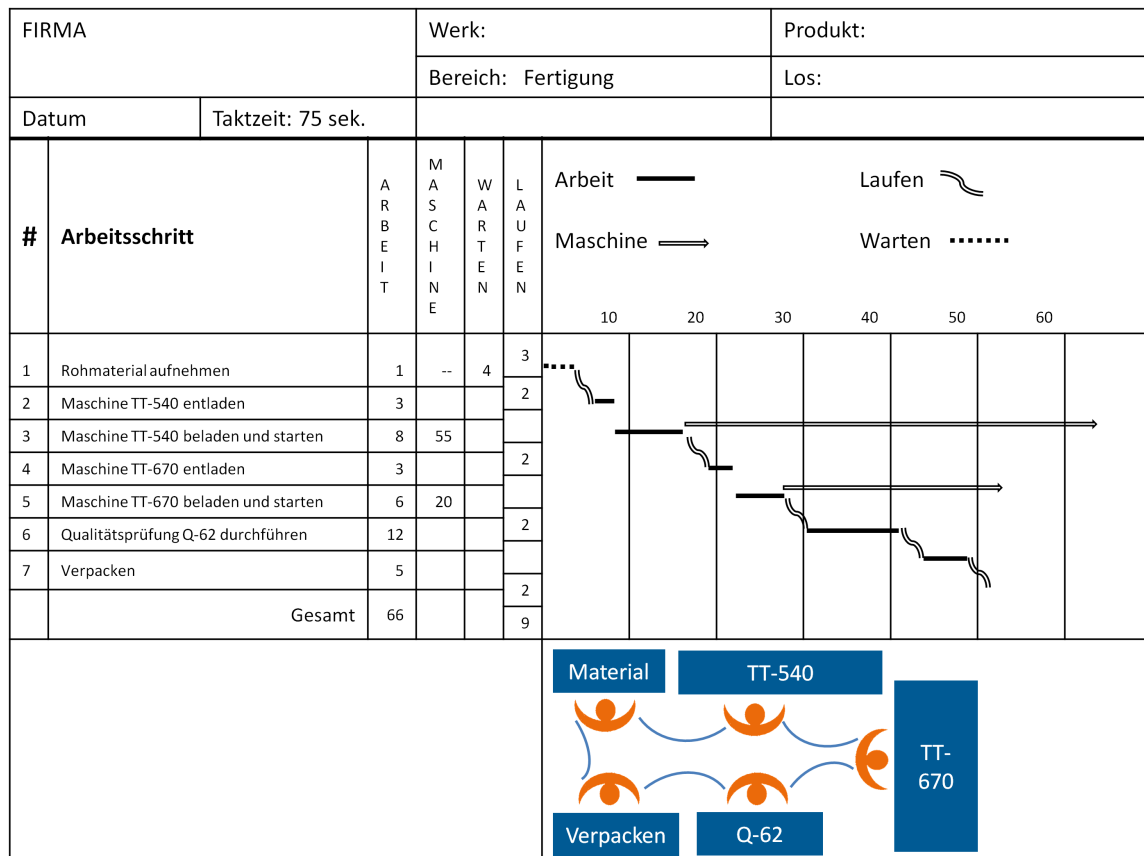 FIRMA
Werk:
Produkt:
Bereich: Fertigung
Los:
Datum
Taktzeit: 75 sek.
#
Arbeitsschritt
ARBEIT
MASCHINE
WARTEN
LAUFEN
Arbeit
Laufen
Maschine
Warten
10 20 30 40 50 60
3
1 Rohmaterial aufnehmen 1 -- 4
2
2 Maschine TT-540 entladen 3
3 Maschine TT-540 beladen und starten 8 55
2
4 Maschine TT-670 entladen 3
5 Maschine TT-670 beladen und starten 6 20
2
6 Qualitätsprüfung Q-62 durchführen 12
7 Verpacken 5
2
Gesamt 66
9
Material
TT-540
TT-
670
Verpacken
Q-62